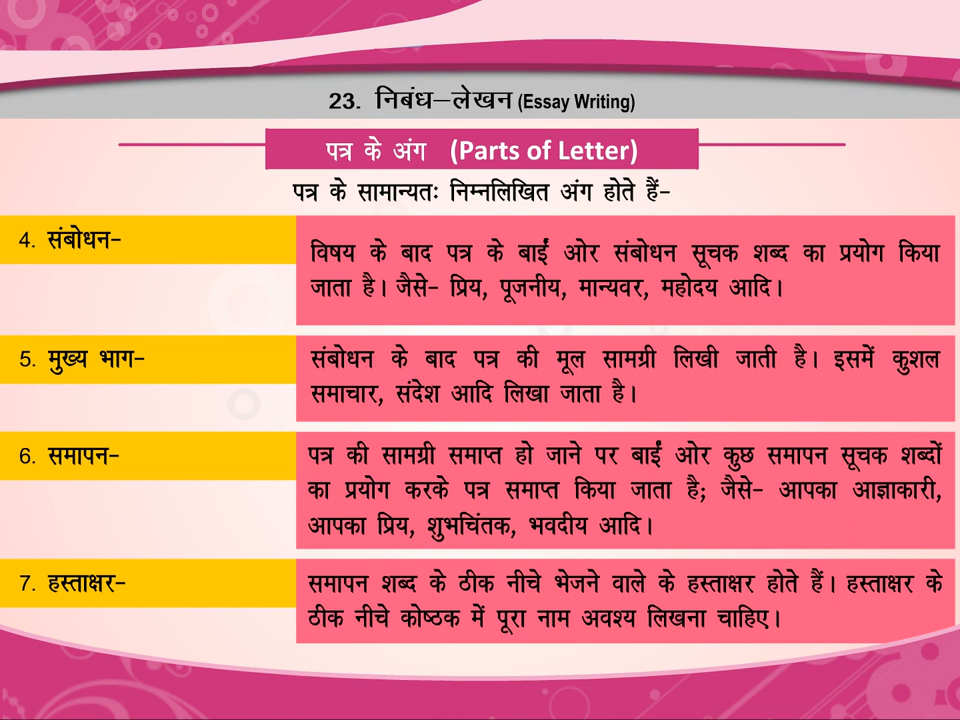 23. निबंध–लेखन (Essay Writing)
पत्र के अंग (Parts of Letter)
पत्र के सामान्यतः निम्नलिखित अंग होते हैं-
4. संबोधन-
विषय के बाद पत्र के बाईं ओर संबोधन सूचक शब्द का प्रयोग किया
जाता है। जैसे- प्रिय, पूजनीय, मान्यवर, महोदय आदि।
5. मुख्य भाग-
संबोधन के बाद पत्र की मूल सामग्री लिखी जाती है। इसमें कुशल
समाचार, संदेश आदि लिखा जाता है।
6. समापन-
पत्र की सामग्री समाप्त हो जाने पर बाईं ओर कुछ समापन सूचक शब्दों
का प्रयोग करके पत्र समाप्त किया जाता है; जैसे- आपका आज्ञाकारी,
आपका प्रिय, शुभचिंतक, भवदीय आदि।
7. हस्ताक्षर-
समापन शब्द के ठीक नीचे भेजने वाले के हस्ताक्षर होते हैं। हस्ताक्षर के
ठीक नीचे कोष्ठक में पूरा नाम अवश्य लिखना चाहिए।